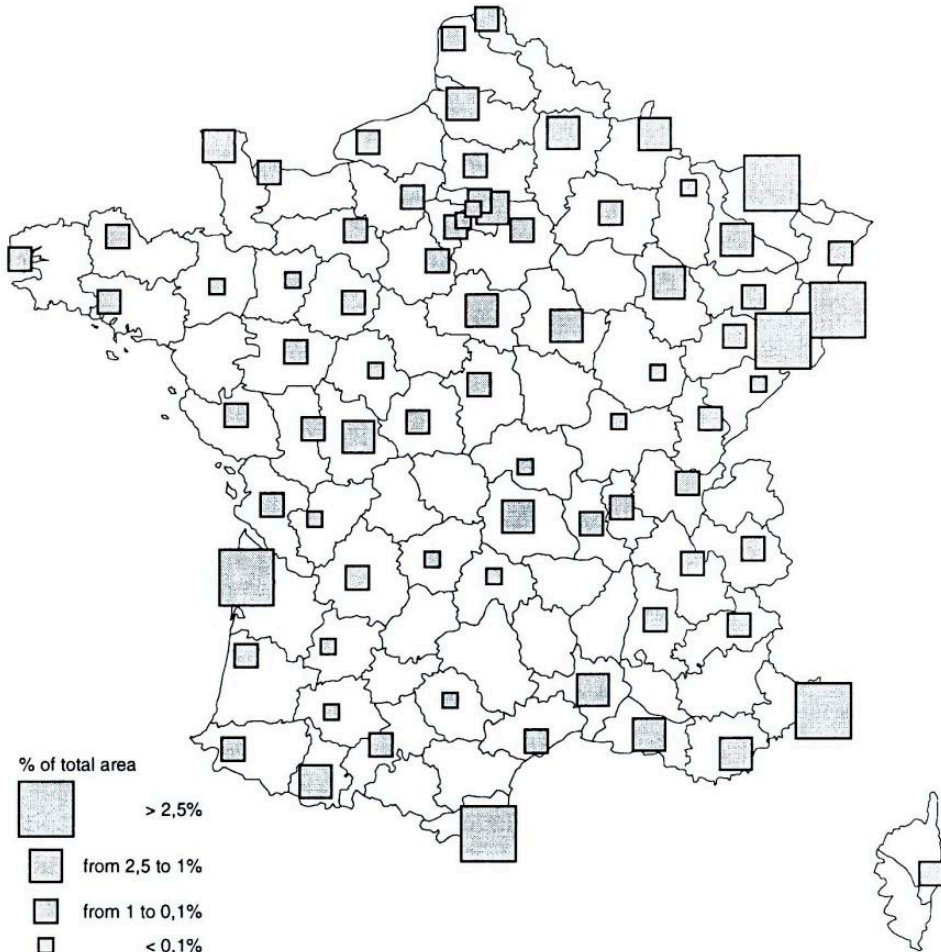 % of total area
> 2,5%
from 2,5 to 1%
from 1 to 0,1%
< 0,1%